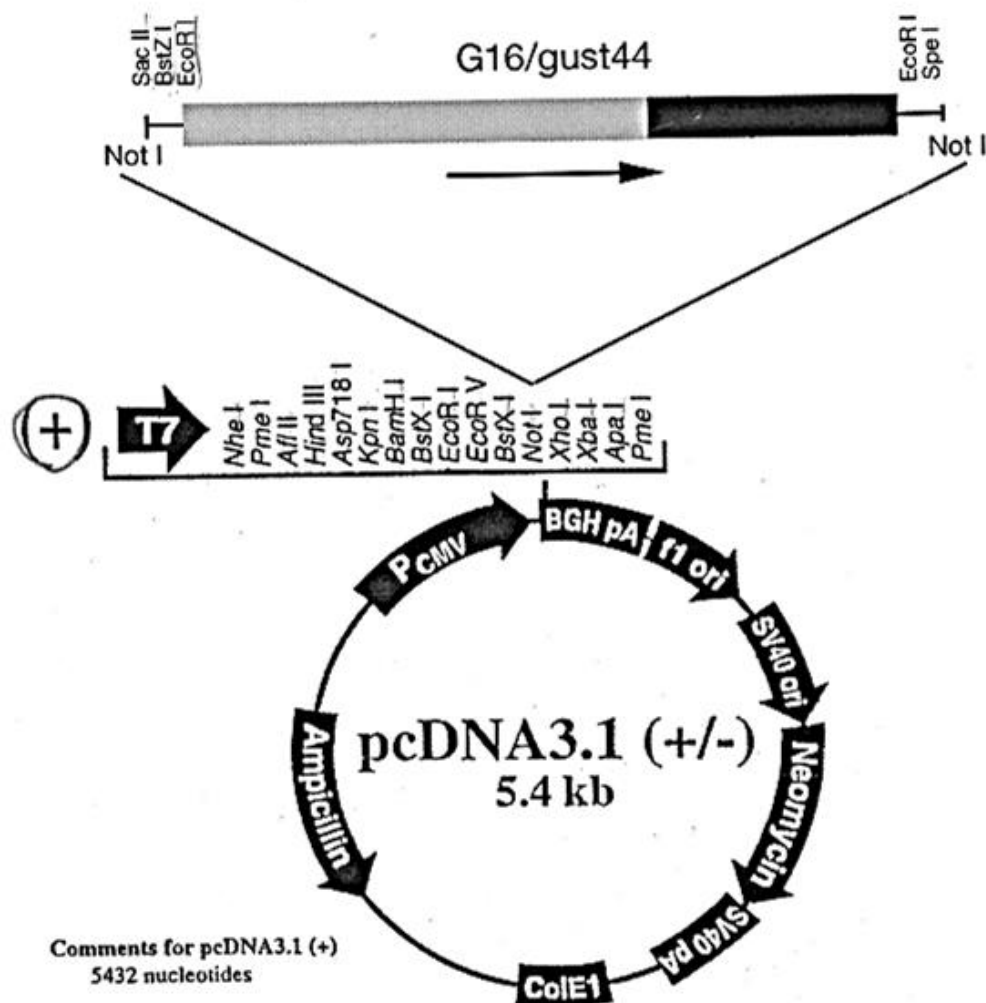 Sac II
BstZ I
EcoR I
G16/gust44
EcoR I
Spe I
Not I
Not I
+
T7
Nhe I
Pme I
Afl II
Hind III
Asp718 I
Kpn I
BamH I
BstX I
EcoR I
EcoR V
BstX I
Not I
Xho I
Xba I
Apa I
Pme I
PCMV
BGH pA
f1 ori
SV40 ori
Neomycin
SV40 pA
ColE1
Ampicillin
pcDNA3.1 (+/-)
5.4 kb
Comments for pcDNA3.1 (+)
5432 nucleotides